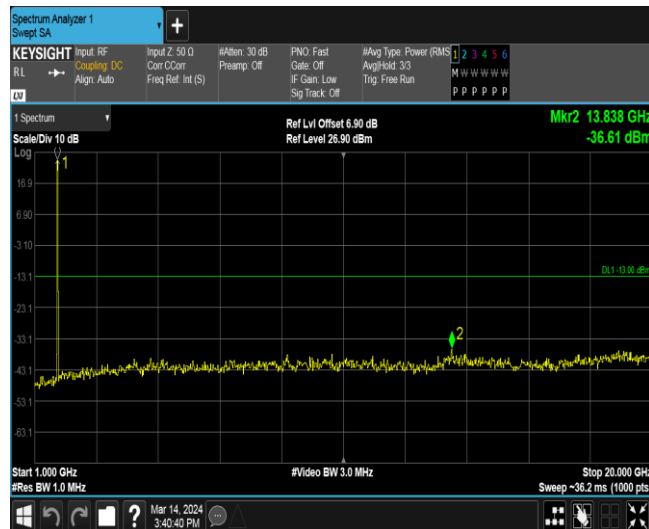 Spectrum Analyzer 1
Swept SA
+
KEYSIGHT
RL
LXI
Input: RF
Coupling: DC
Align: Auto
Input Z: 50 Ω
Corr CCorr
Freq Ref: Int (S)
#Atten: 30 dB
Preamp: Off
PNO: Fast
Gate: Off
IF Gain: Low
Sig Track: Off
#Avg Type: Power (RMS
Avg|Hold: 3/3
Trig: Free Run
1 2 3 4 5 6
M W W W W W
P P P P P P
1 Spectrum
Scale/Div 10 dB
Log
Ref Lvl Offset 6.90 dB
Ref Level 26.90 dBm
Mkr2 13.838 GHz
-36.61 dBm
1
16.9
6.90
-3.10
-13.1
DL1 -13.00 dBm
-23.1
-33.1
2
-43.1
-53.1
-63.1
Start 1.000 GHz
#Res BW 1.0 MHz
#Video BW 3.0 MHz
Stop 20.000 GHz
Sweep ~36.2 ms (1000 pts)
?
Mar 14, 2024
3:40:40 PM